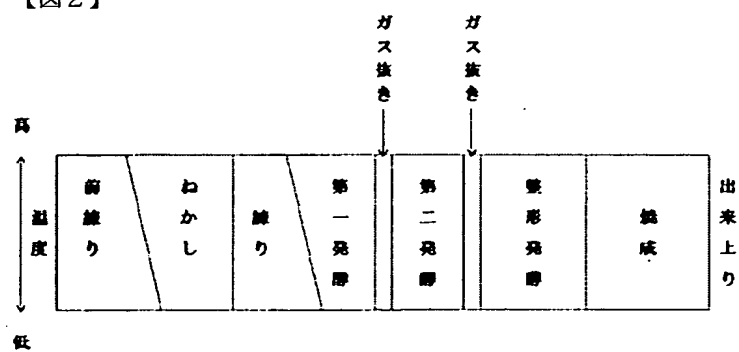 【図2】
ガス抜き
ガス抜き
高
温度
低
前練り
ねかし
練り
第一発酵
第二発酵
整形発酵
焼成
出来上り